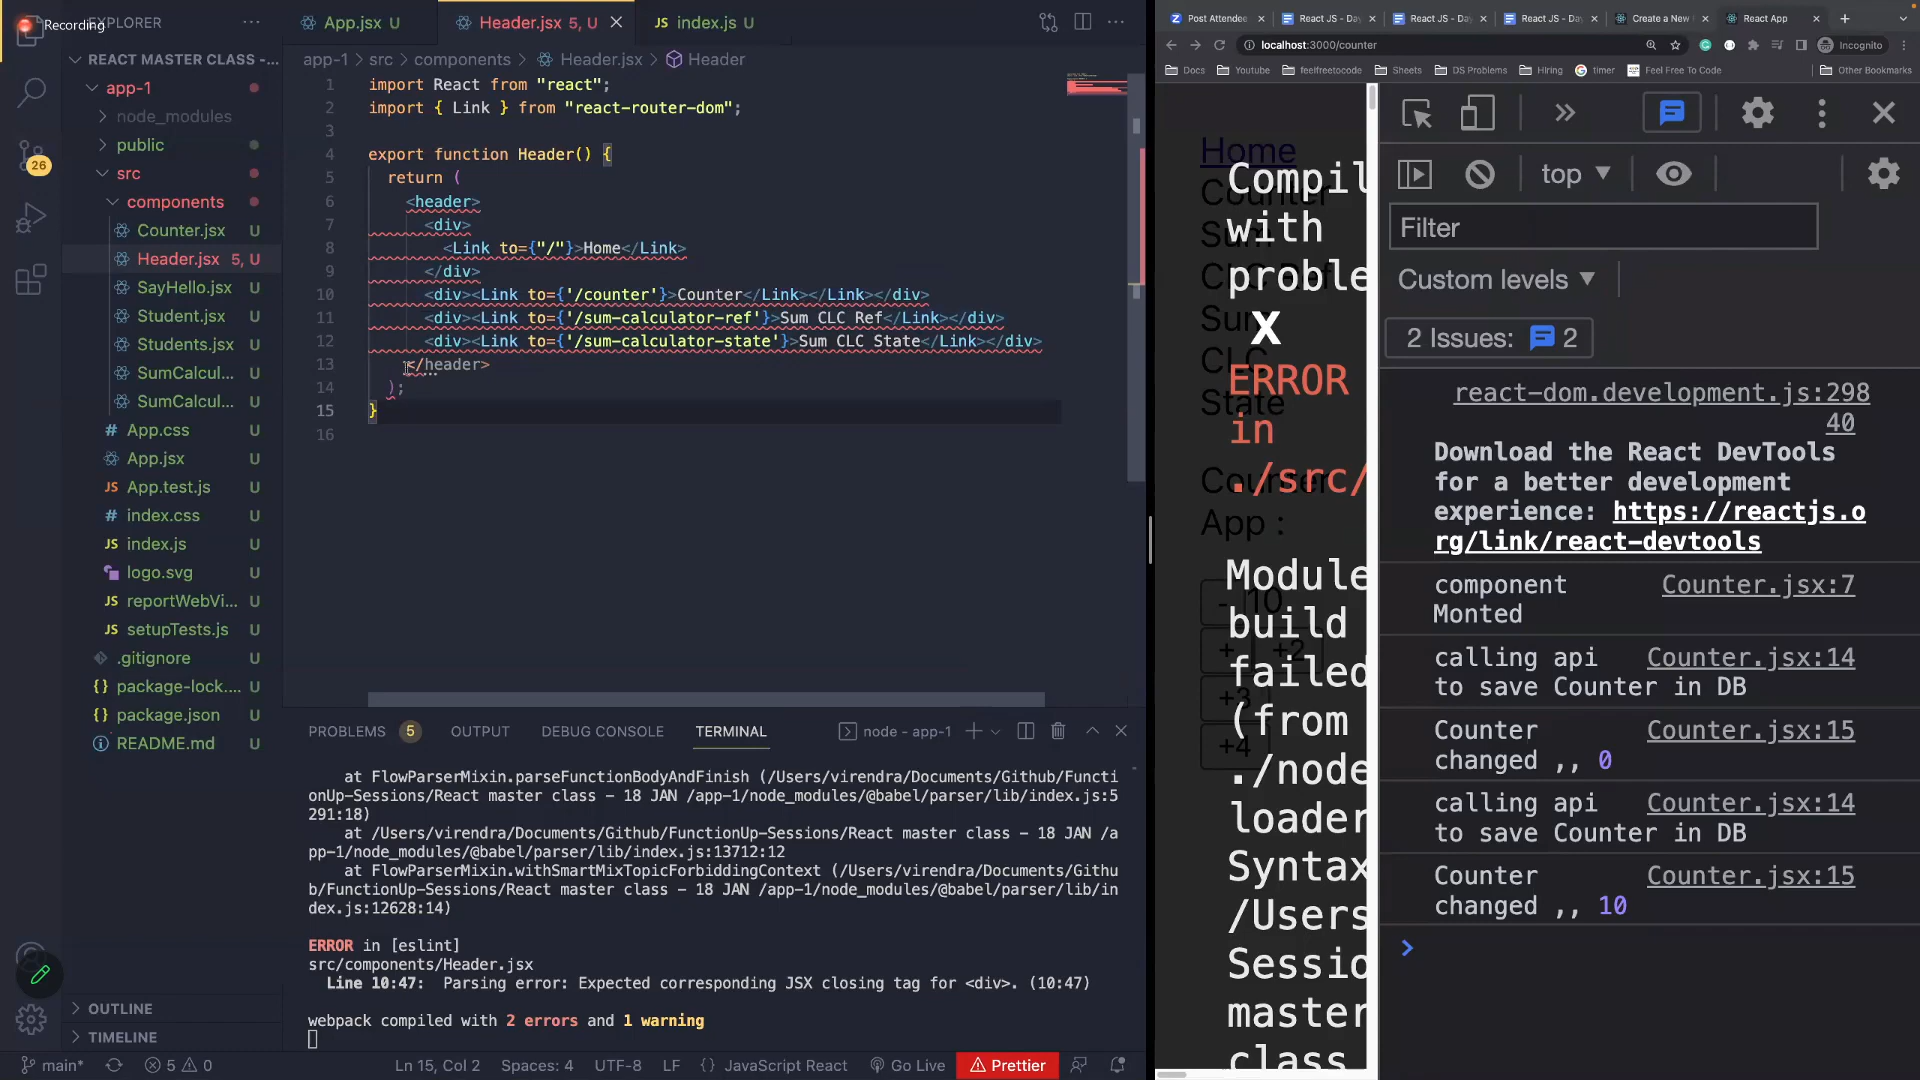 Recording
EXPLORER
REACT MASTER CLASS -...
app-1
node_modules
public
src
components
Counter.jsx
Header.jsx 5, U
SayHello.jsx U
Student.jsx U
Students.jsx U
SumCalcul... U
SumCalcul... U
App.css U
App.jsx U
App.test.js U
index.css U
index.js U
logo.svg U
reportWebVi... U
setupTests.js U
.gitignore U
package-lock.... U
package.json U
README.md U
OUTLINE
TIMELINE
26
App.jsx U
Header.jsx 5, U
index.js U
app-1 > src > components > Header.jsx > Header
1 import React from "react";
2 import { Link } from "react-router-dom";
3
4 export function Header() {
5 return (
6 <header>
7 <div>
8 <Link to={"/"}>Home</Link>
9 </div>
10 <div><Link to={'/counter'}>Counter</Link></Link></div>
11 <div><Link to={'/sum-calculator-ref'}>Sum CLC Ref</Link></div>
12 <div><Link to={'/sum-calculator-state'}>Sum CLC State</Link></div>
13 </header>
14 );
15 }
16
PROBLEMS 5 OUTPUT DEBUG CONSOLE TERMINAL node - app-1
at FlowParserMixin.parseFunctionBodyAndFinish (/Users/virendra/Documents/Github/Functi
onUp-Sessions/React master class - 18 JAN /app-1/node_modules/@babel/parser/lib/index.js:5
291:18)
at /Users/virendra/Documents/Github/FunctionUp-Sessions/React master class - 18 JAN /a
pp-1/node_modules/@babel/parser/lib/index.js:13712:12
at FlowParserMixin.withSmartMixTopicForbiddingContext (/Users/virendra/Documents/Githu
b/FunctionUp-Sessions/React master class - 18 JAN /app-1/node_modules/@babel/parser/lib/in
dex.js:12628:14)
ERROR in [eslint]
src/components/Header.jsx
Line 10:47: Parsing error: Expected corresponding JSX closing tag for <div>. (10:47)
webpack compiled with 2 errors and 1 warning
main* 5 0 Ln 15, Col 2 Spaces: 4 UTF-8 LF {} JavaScript React Go Live Prettier
Post Attendee
React JS - Da
React JS - Da
React JS - Da
Create a New
React App
localhost:3000/counter
Incognito
Docs Youtube feelfreetocode Sheets DS Problems HIring timer Feel Free To Code Other Bookmarks
Home
Counter
Sum
CLC Ref
Sum
CLC
State
Counter
App :
- 10
+ +2
+3
+4
Compil
with
proble
X
ERROR
in
./src/
Module
build
failed
(from
./node
loader
Syntax
/Users
Sessio
master
class
top
Filter
Custom levels
2 Issues: 2
react-dom.development.js:298
40
Download the React DevTools
for a better development
experience: https://reactjs.o
rg/link/react-devtools
component Counter.jsx:7
Monted
calling api Counter.jsx:14
to save Counter in DB
Counter Counter.jsx:15
changed ,, 0
calling api Counter.jsx:14
to save Counter in DB
Counter Counter.jsx:15
changed ,, 10